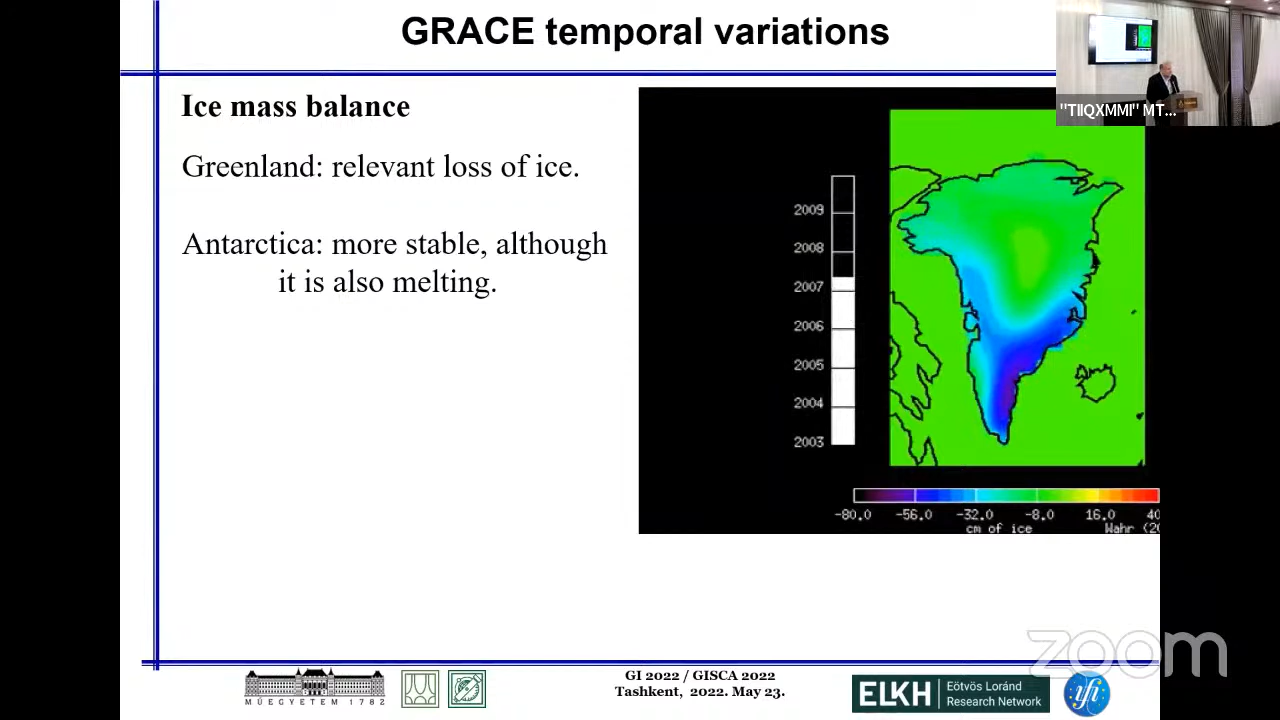 GRACE temporal variations
"TIIQXMMI" MT...
Ice mass balance
Greenland: relevant loss of ice.
Antarctica: more stable, although
it is also melting.
2009
2008
2007
2006
2005
2004
2003
-80.0 -56.0 -32.0 -8.0 16.0 40
cm of ice Wahr (20
zoom
MŰEGYETEM 1782
GI 2022 / GISCA 2022
Tashkent, 2022. May 23.
ELKH Eötvös Loránd
Research Network